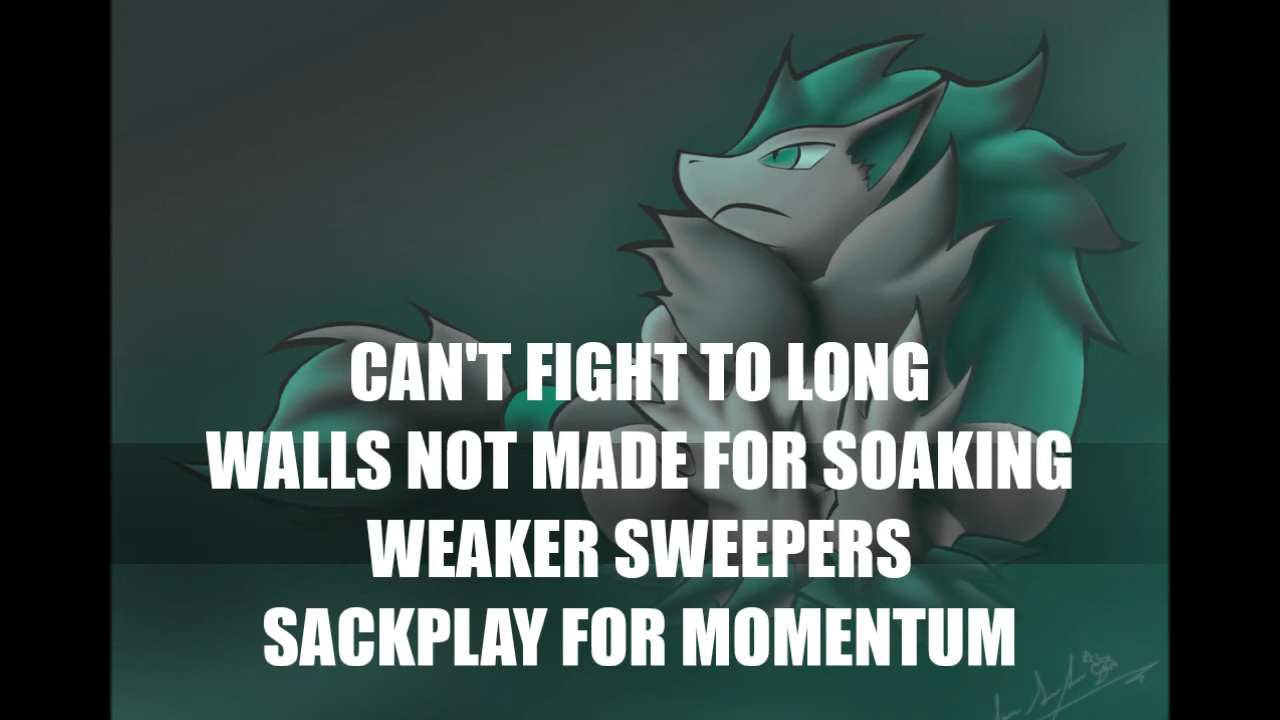 CAN'T FIGHT TO LONG
WALLS NOT MADE FOR SOAKING
WEAKER SWEEPERS
SACKPLAY FOR MOMENTUM